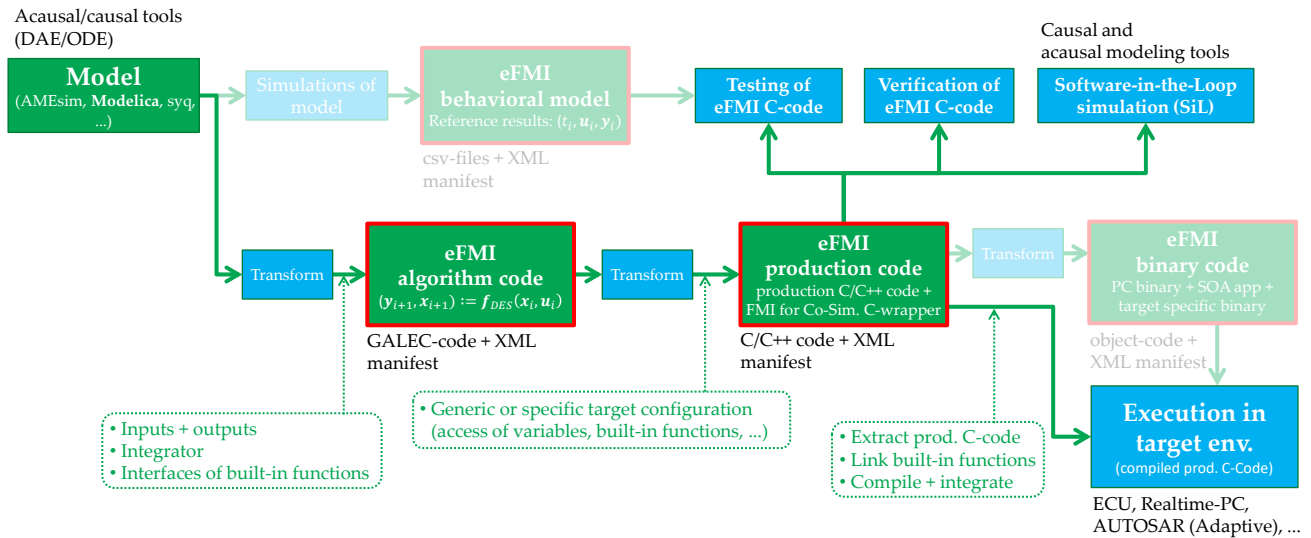 Acausal/causal tools
(DAE/ODE)
Model
(AMEsim, Modelica, syq,
...)
Simulations of
model
eFMI
behavioral model
Reference results: (tᵢ, uᵢ, yᵢ)
csv-files + XML
manifest
Testing of
eFMI C-code
Verification of
eFMI C-code
Causal and
acausal modeling tools
Software-in-the-Loop
simulation (SiL)
Transform
eFMI
algorithm code
(yᵢ₊₁, xᵢ₊₁) := f_DES(xᵢ, uᵢ)
GALEC-code + XML
manifest
Transform
eFMI
production code
production C/C++ code +
FMI for Co-Sim. C-wrapper
C/C++ code + XML
manifest
Transform
eFMI
binary code
PC binary + SOA app +
target specific binary
object-code +
XML manifest
• Inputs + outputs
• Integrator
• Interfaces of built-in functions
• Generic or specific target configuration
(access of variables, built-in functions, ...)
• Extract prod. C-code
• Link built-in functions
• Compile + integrate
Execution in
target env.
(compiled prod. C-Code)
ECU, Realtime-PC,
AUTOSAR (Adaptive), ...